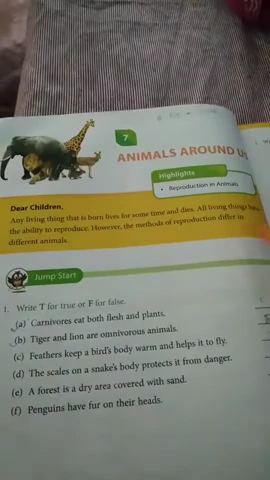 7
ANIMALS AROUND
Highlights
• Reproduction in Animals
Dear Children,
Any living thing that is born lives for some time and dies. All living things have
the ability to reproduce. However, the methods of reproduction differ in
different animals.
Jump Start
1. Write T for true or F for false.
(a) Carnivores eat both flesh and plants.
(b) Tiger and lion are omnivorous animals.
(c) Feathers keep a bird's body warm and helps it to fly.
(d) The scales on a snake's body protects it from danger.
(e) A forest is a dry area covered with sand.
(f) Penguins have fur on their heads.